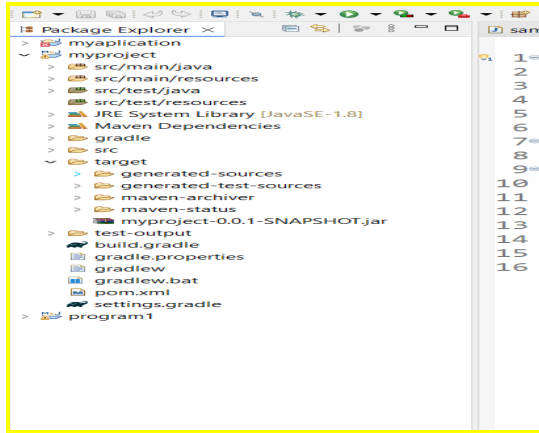 Package Explorer
sam
myaplication
myproject
src/main/java
src/main/resources
src/test/java
src/test/resources
JRE System Library [JavaSE-1.8]
Maven Dependencies
gradle
src
target
generated-sources
generated-test-sources
maven-archiver
maven-status
myproject-0.0.1-SNAPSHOT.jar
test-output
build.gradle
gradle.properties
gradlew
gradlew.bat
pom.xml
settings.gradle
program1
1
2
3
4
5
6
7
8
9
10
11
12
13
14
15
16